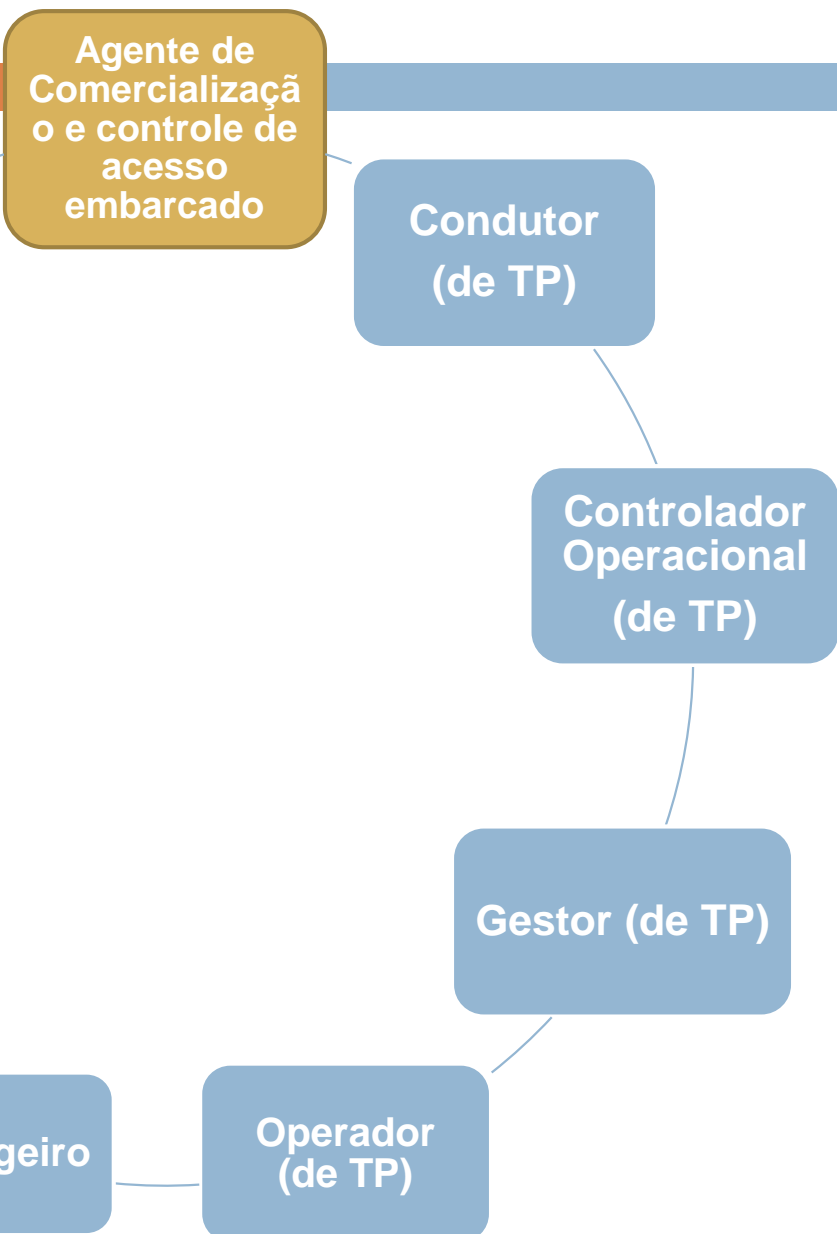 Agente de
Comercializaçã
o e controle de
acesso
embarcado
Condutor
(de TP)
Controlador
Operacional
(de TP)
Gestor (de TP)
Operador
(de TP)
geiro